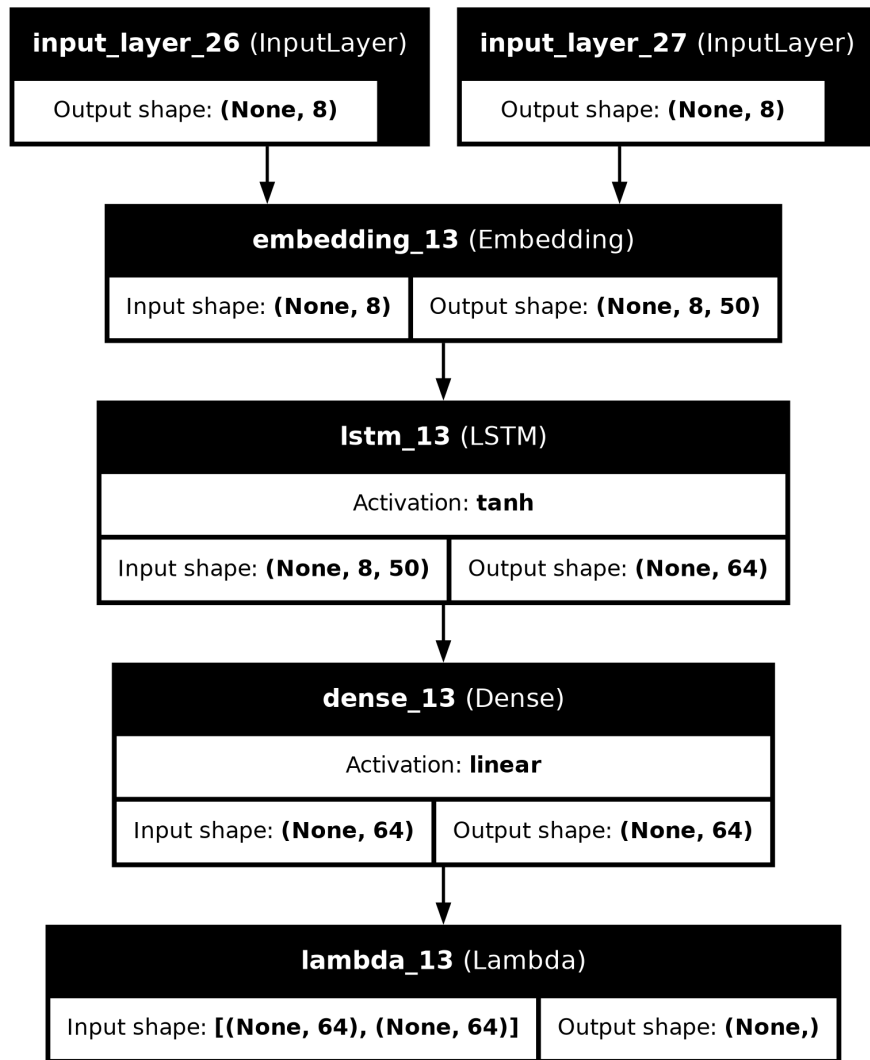 input_layer_26 (InputLayer)
input_layer_27 (InputLayer)
Output shape: (None, 8)
Output shape: (None, 8)
embedding_13 (Embedding)
Input shape: (None, 8)
Output shape: (None, 8, 50)
lstm_13 (LSTM)
Activation: tanh
Input shape: (None, 8, 50)
Output shape: (None, 64)
dense_13 (Dense)
Activation: linear
Input shape: (None, 64)
Output shape: (None, 64)
lambda_13 (Lambda)
Input shape: [(None, 64), (None, 64)]
Output shape: (None,)